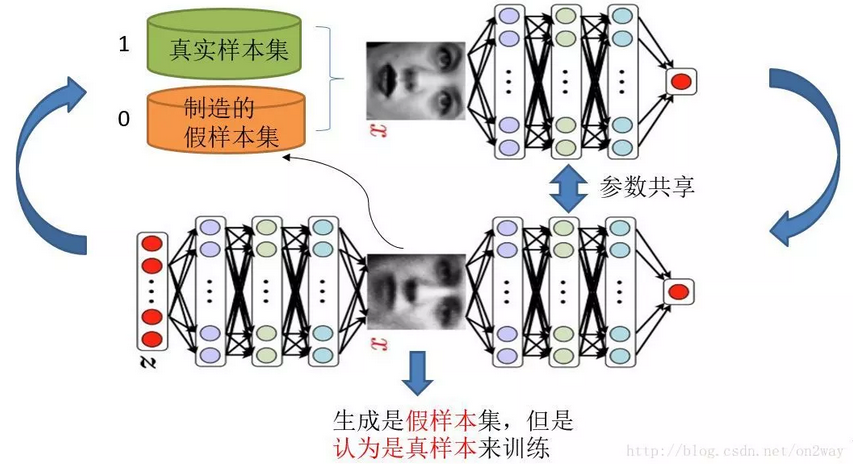 1
真实样本集
0
制造的
假样本集
x
参数共享
z
x
生成是假样本集，但是
认为是真样本来训练
http://blog.csdn.net/on2way